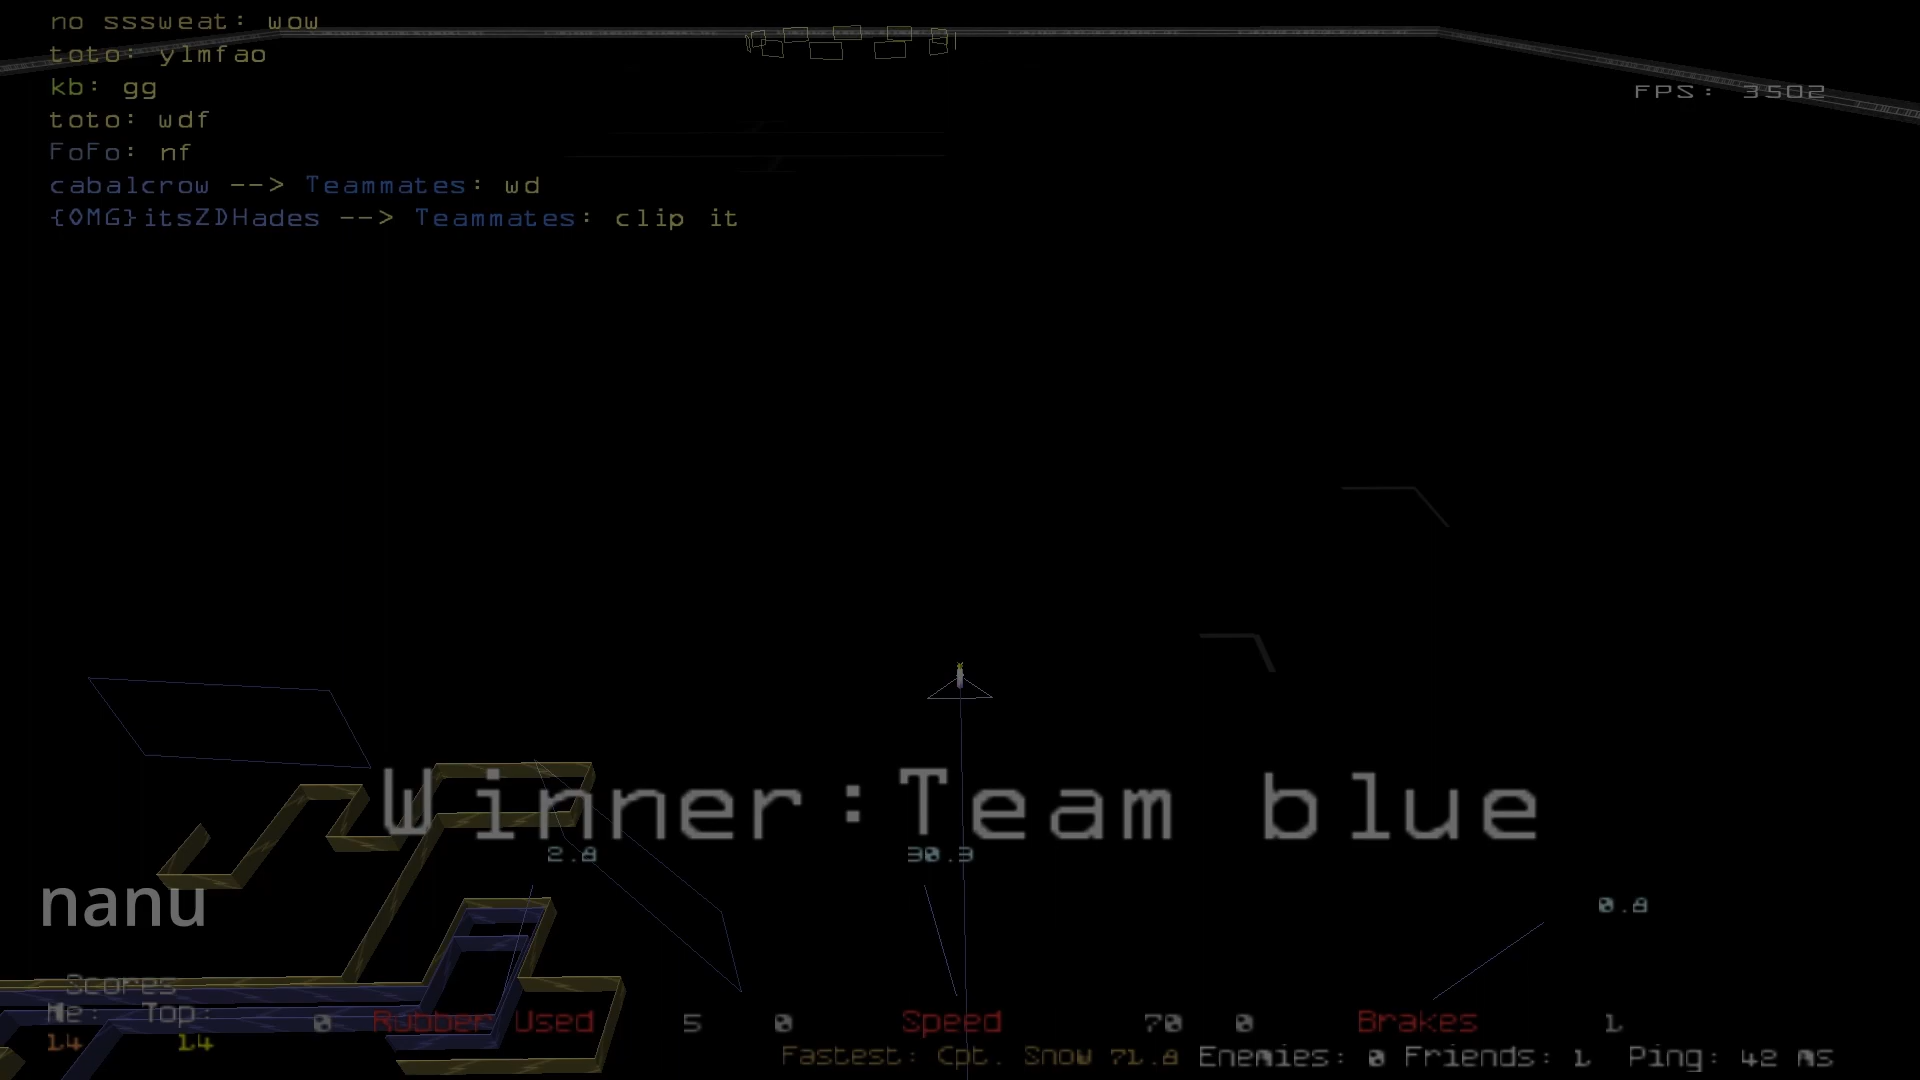 no sssweat: wow
toto: ylmfao
kb: gg
FPS: 3502
toto: wdf
FoFo: nf
cabalcrow --> Teammates: wd
{OMG}itsZDHades --> Teammates: clip it
Winner:Team blue
2.8
30.3
0.8
nanu
Scores
Me: Top:
14 14
0 Rubber Used 5
0 Speed 70
0 Brakes 1
Fastest: Cpt. Snow 71.8
Enemies: 0 Friends: 1 Ping: 42 ms